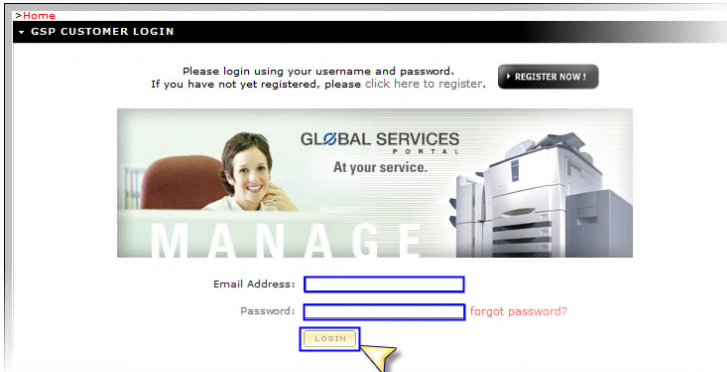 >Home
GSP CUSTOMER LOGIN
Please login using your username and password.
If you have not yet registered, please click here to register.
REGISTER NOW !
GLOBAL SERVICES
PORTAL
At your service.
MANAGE
Email Address:
Password:
forgot password?
LOGIN